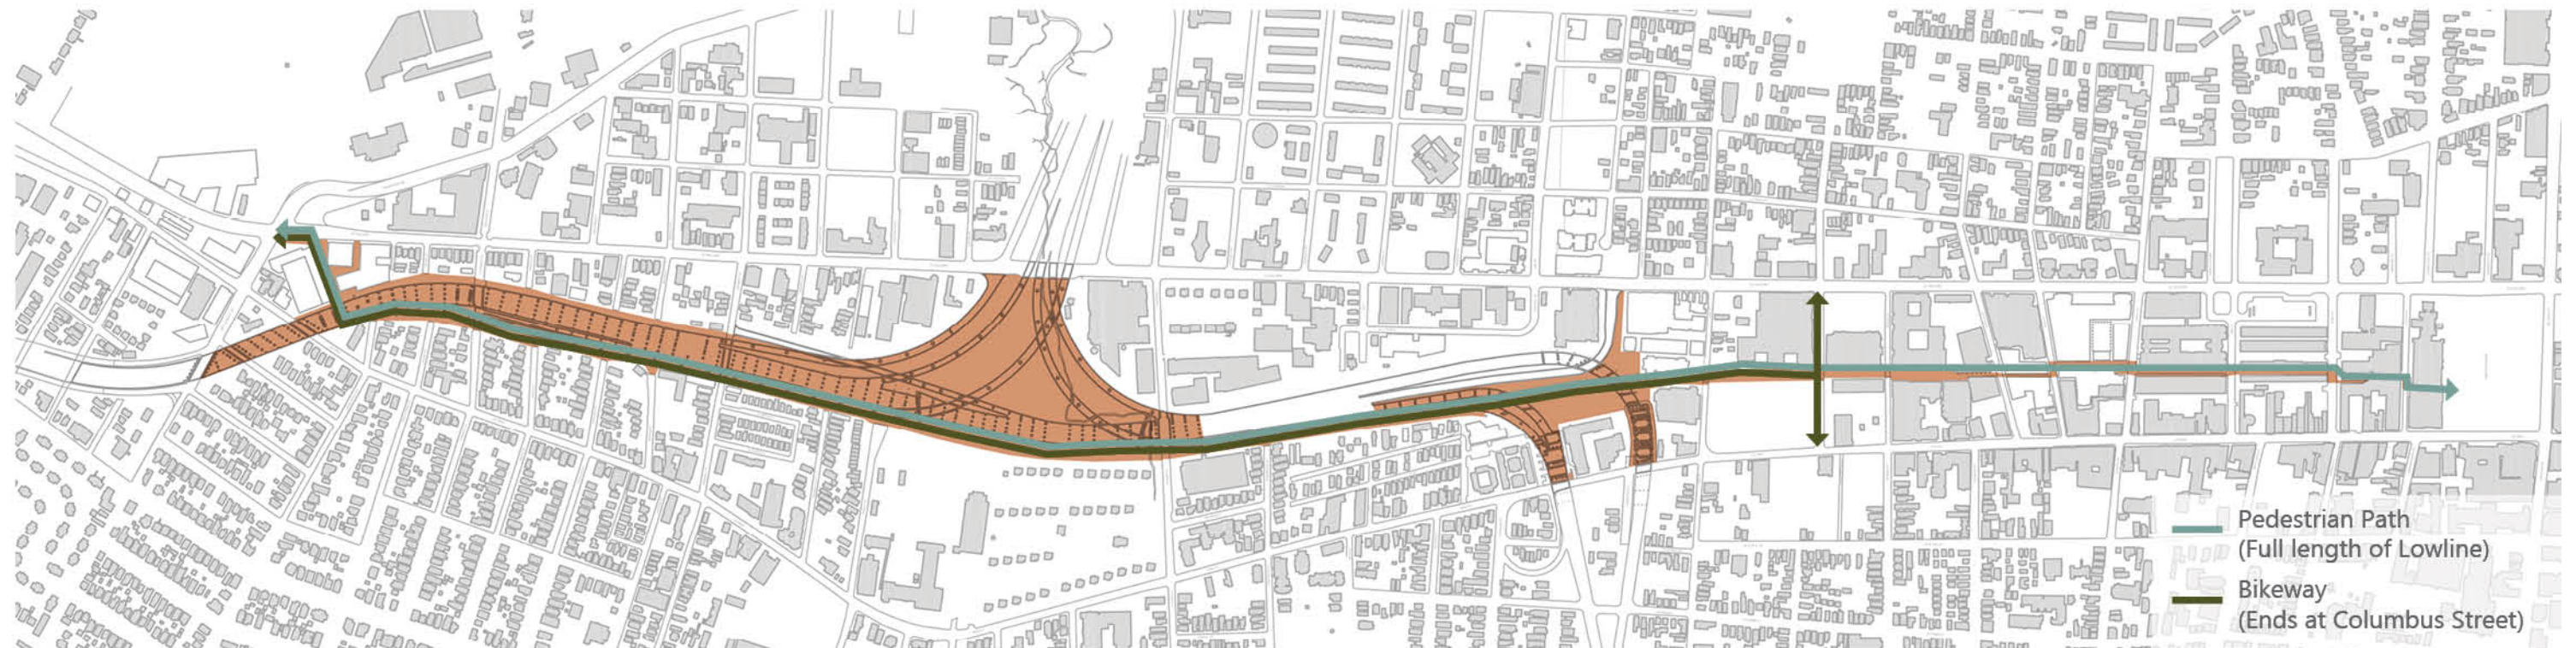 Pedestrian Path
(Full length of Lowline)
Bikeway
(Ends at Columbus Street)